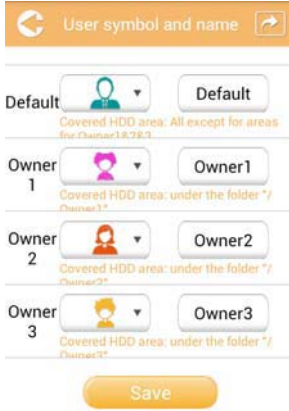 User symbol and name
Default
Default
Covered HDD area: All except for areas
for Owner1&2&3
Owner
1
Owner1
Covered HDD area: under the folder "/
Owner1"
Owner
2
Owner2
Covered HDD area: under the folder "/
Owner2"
Owner
3
Owner3
Covered HDD area: under the folder "/
Owner3"
Save